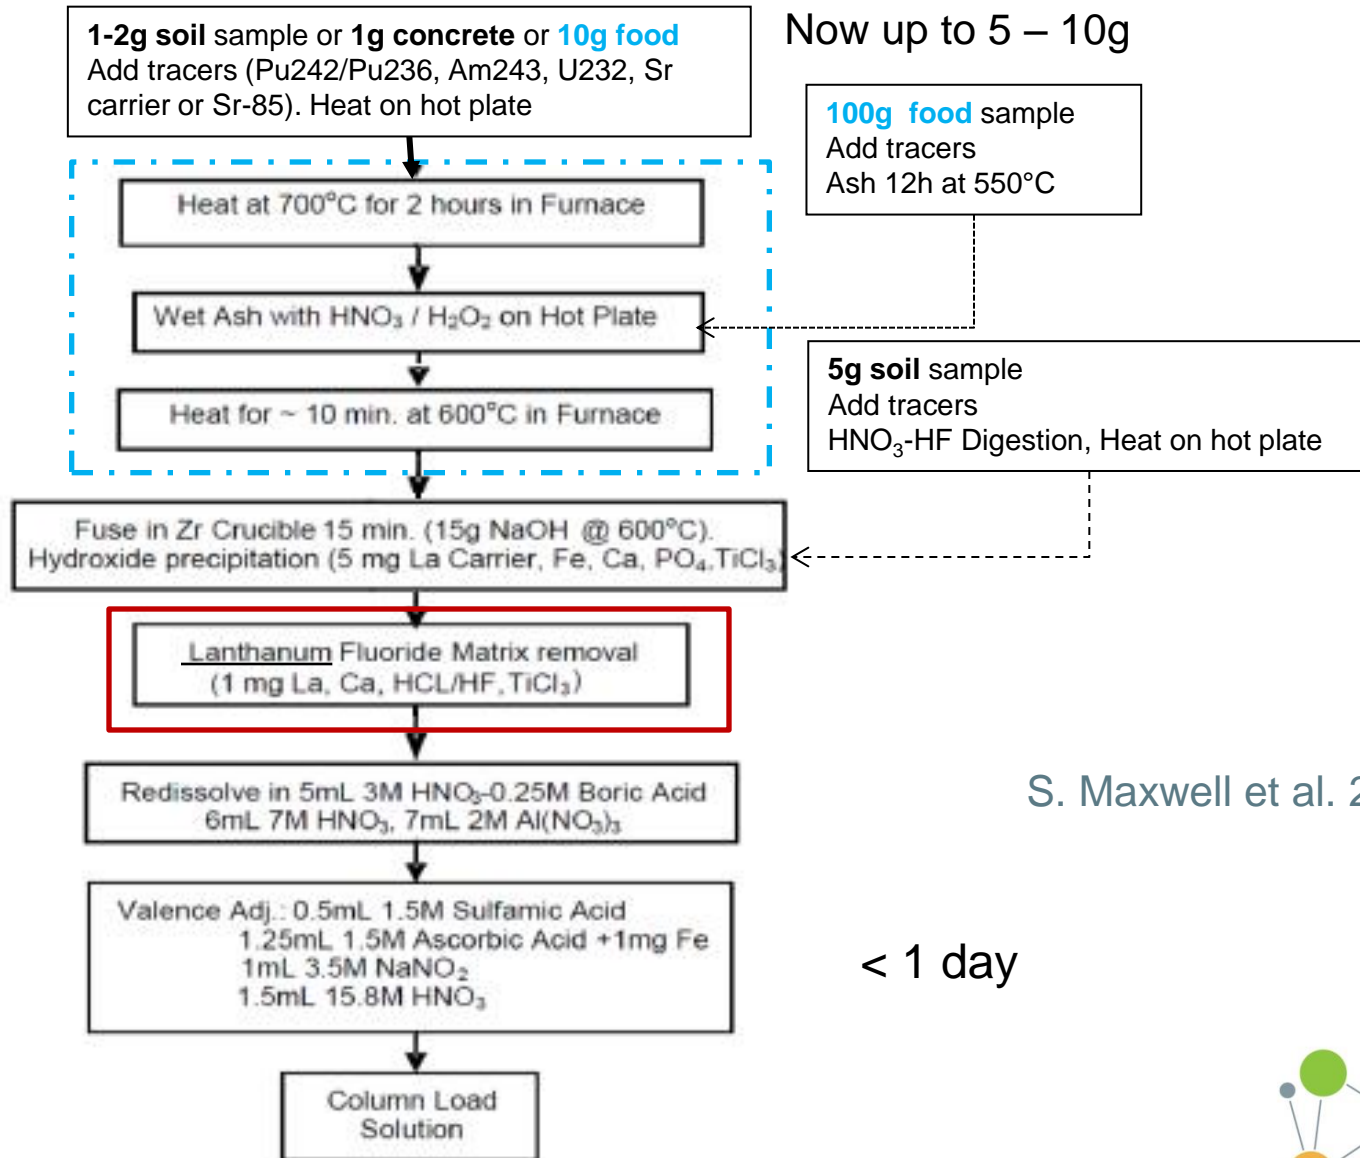 1-2g soil sample or 1g concrete or 10g food
Add tracers (Pu242/Pu236, Am243, U232, Sr
carrier or Sr-85). Heat on hot plate
Now up to 5 – 10g
100g food sample
Add tracers
Ash 12h at 550°C
Heat at 700°C for 2 hours in Furnace
Wet Ash with HNO₃ / H₂O₂ on Hot Plate
5g soil sample
Add tracers
HNO₃-HF Digestion, Heat on hot plate
Heat for ~ 10 min. at 600°C in Furnace
Fuse in Zr Crucible 15 min. (15g NaOH @ 600°C).
Hydroxide precipitation (5 mg La Carrier, Fe, Ca, PO₄,TiCl₃)
Lanthanum Fluoride Matrix removal
(1 mg La, Ca, HCL/HF, TiCl₃)
Redissolve in 5mL 3M HNO₃-0.25M Boric Acid
6mL 7M HNO₃, 7mL 2M Al(NO₃)₃
S. Maxwell et al. 2
Valence Adj.: 0.5mL 1.5M Sulfamic Acid
1.25mL 1.5M Ascorbic Acid +1mg Fe
1mL 3.5M NaNO₂
1.5mL 15.8M HNO₃
< 1 day
Column Load
Solution